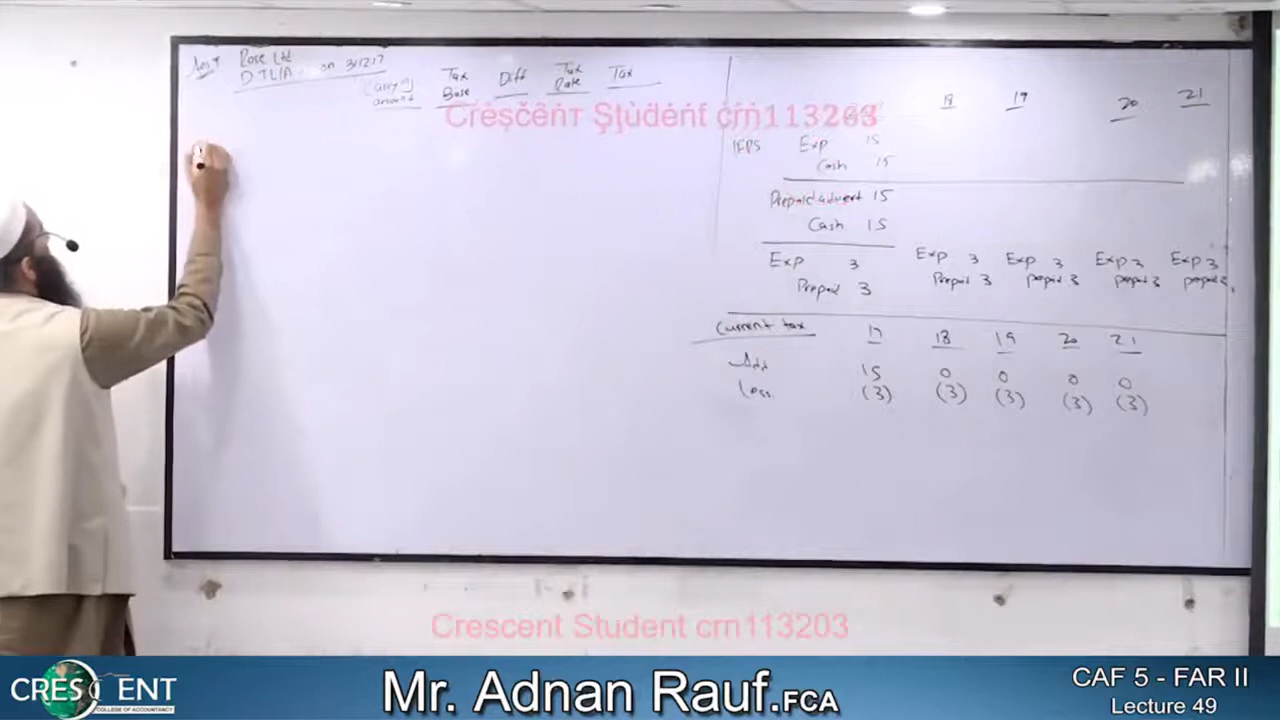 Ans
Rose Ltd
DTL/A on 31.12.17
Carrying amount
Tax Base
Diff
Tax Rate
Tax
Crescent Student crn113203
18 19 20 21
Exp 15
Cash 15
Prepaid advert 15
Cash 15
Exp 3
Prepaid 3
Exp 3
Prepaid 3
Exp 3
prepaid 3
Exp 3
prepaid 3
Exp 3
prepaid
Current tax 17 18 19 20 21
Add 15 0 0 0 0
Less (3) (3) (3) (3) (3)
Crescent Student crn113203
CRESCENT
COLLEGE OF ACCOUNTANCY
Mr. Adnan Rauf.FCA
CAF 5 - FAR II
Lecture 49